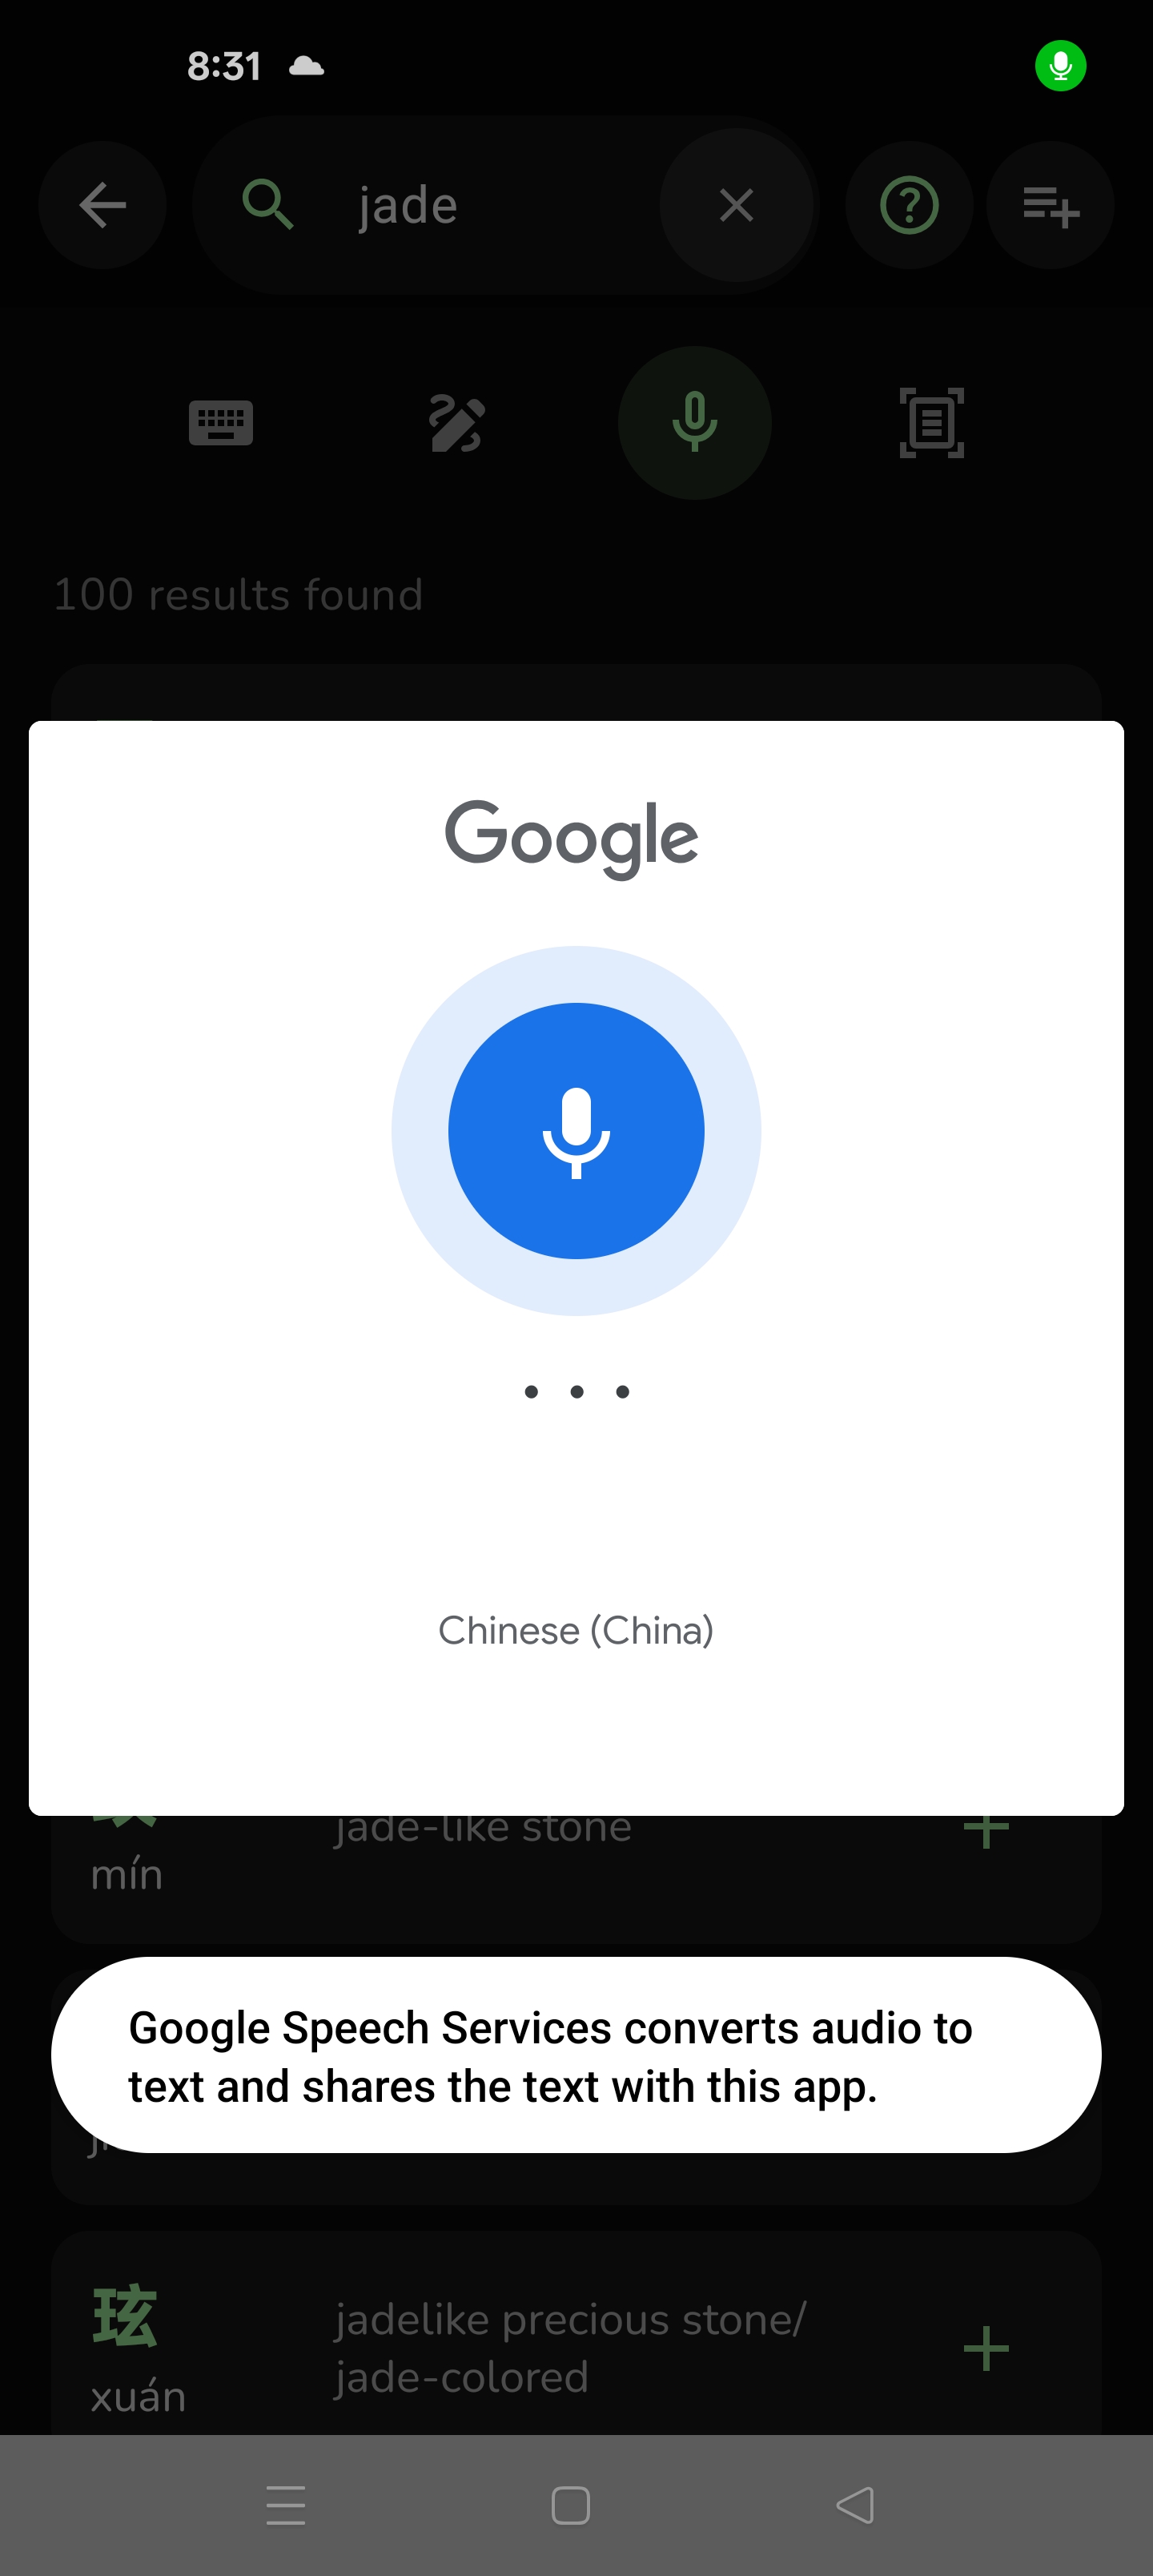 8:31
jade
100 results found
Google
Chinese (China)
jade-like stone
mín
Google Speech Services converts audio to
text and shares the text with this app.
玹
jadelike precious stone/
jade-colored
xuán